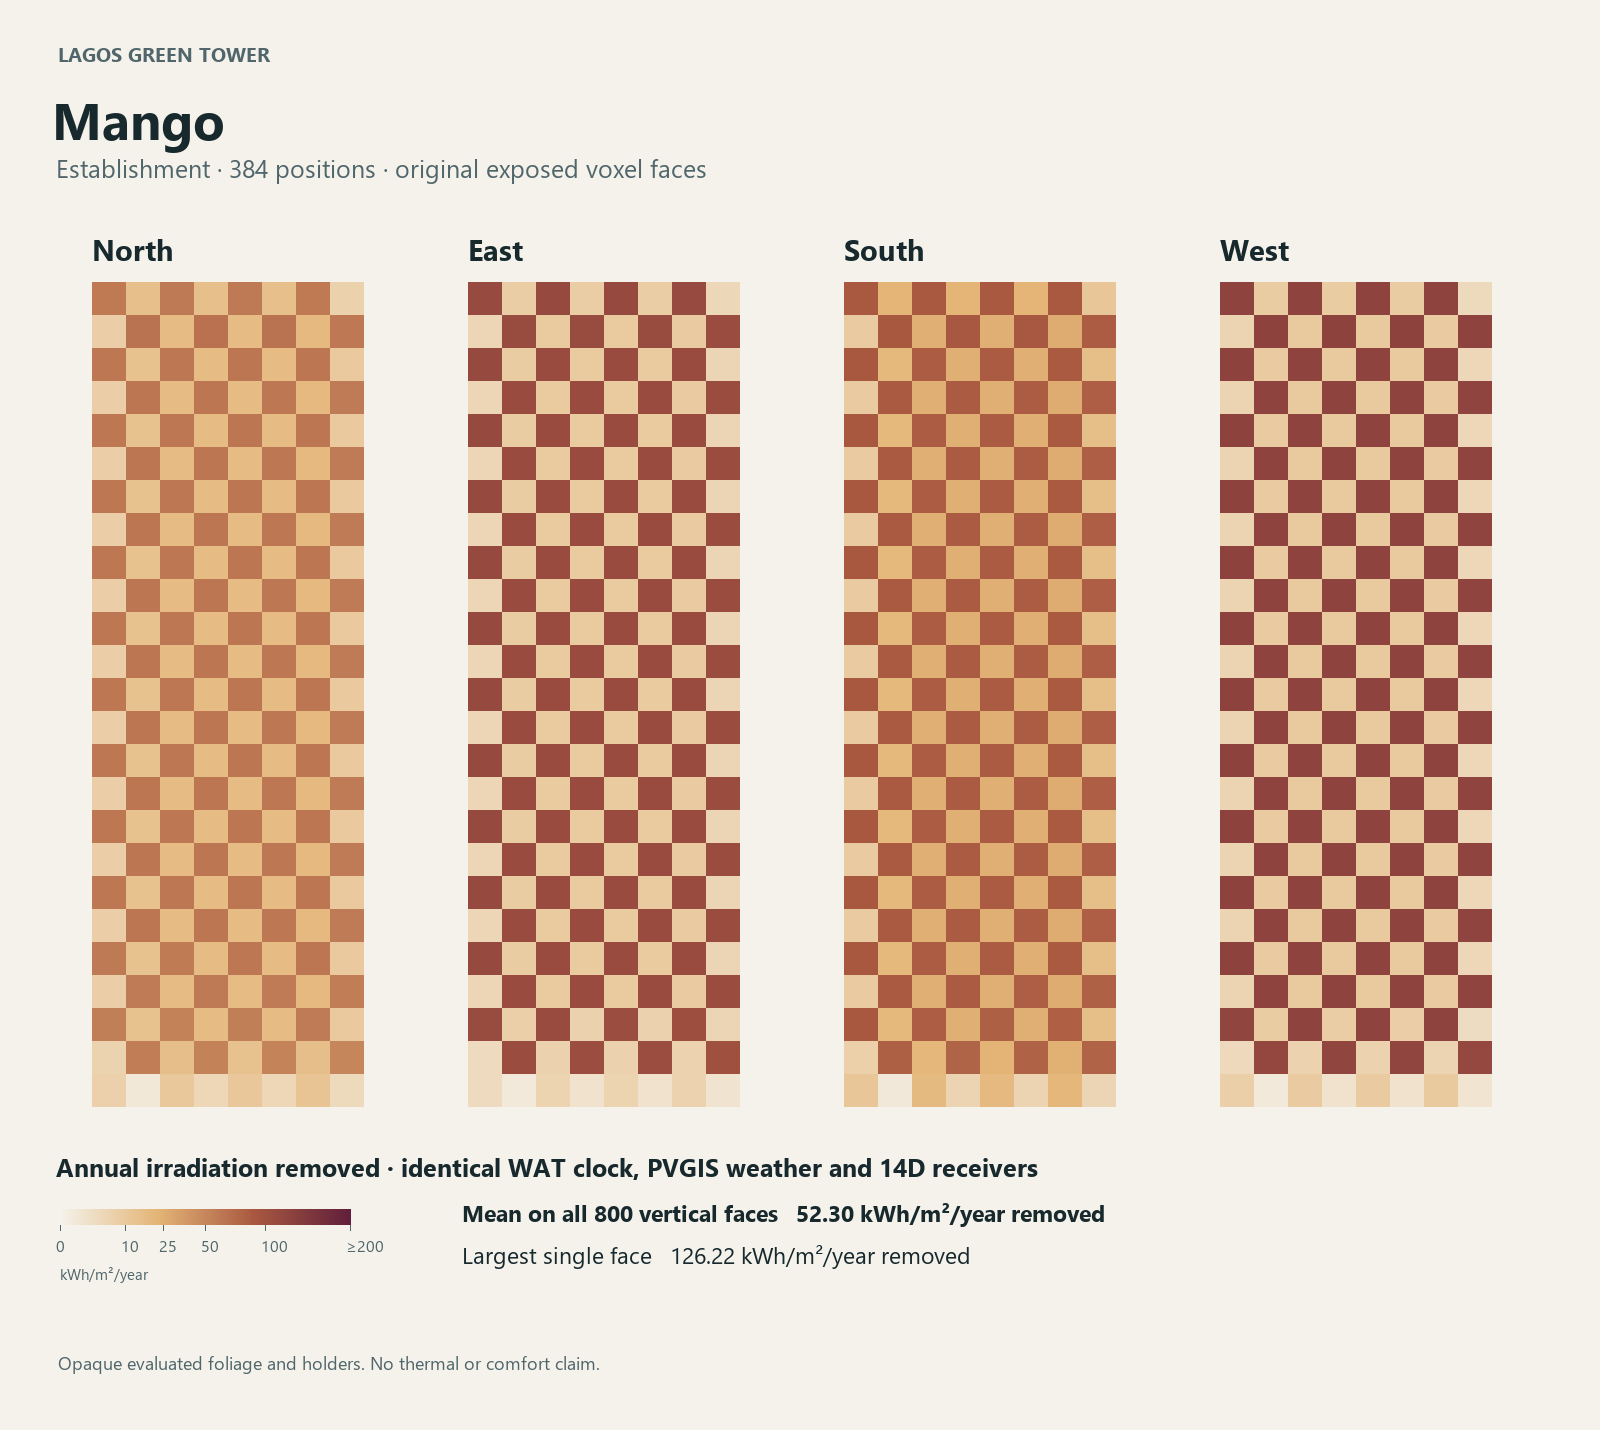 LAGOS GREEN TOWER
Mango
Establishment · 384 positions · original exposed voxel faces
North East South West
Annual irradiation removed · identical WAT clock, PVGIS weather and 14D receivers
0 10 25 50 100 ≥200
kWh/m²/year
Mean on all 800 vertical faces 52.30 kWh/m²/year removed
Largest single face 126.22 kWh/m²/year removed
Opaque evaluated foliage and holders. No thermal or comfort claim.